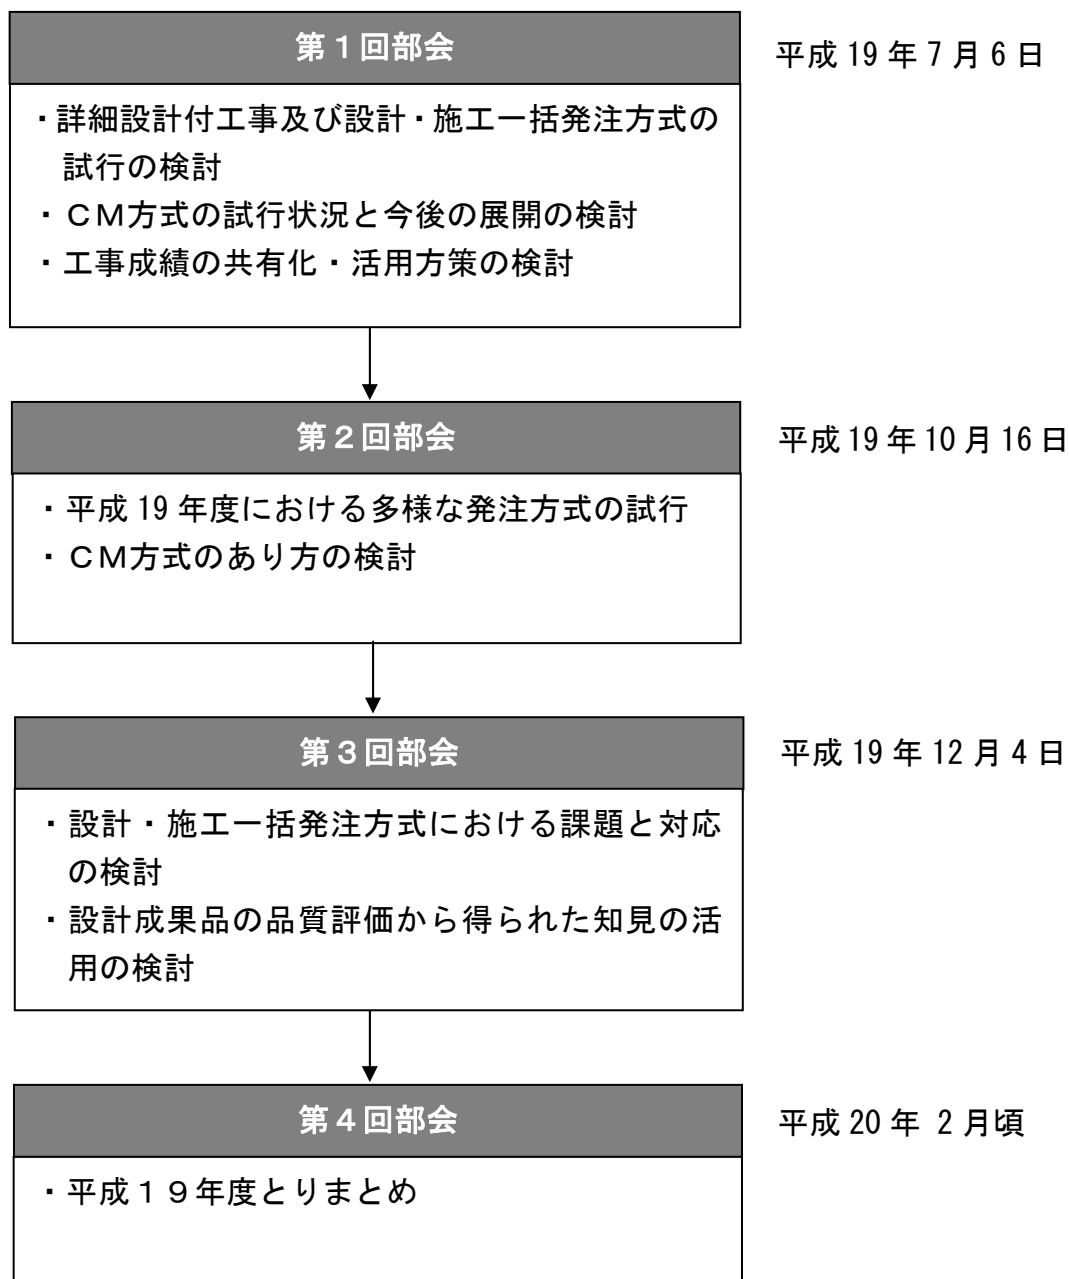 第１回部会
平成 19 年 7 月 6 日
・詳細設計付工事及び設計・施工一括発注方式の
試行の検討
・ＣＭ方式の試行状況と今後の展開の検討
・工事成績の共有化・活用方策の検討
第２回部会
平成 19 年 10 月 16 日
・平成 19 年度における多様な発注方式の試行
・ＣＭ方式のあり方の検討
第３回部会
平成 19 年 12 月 4 日
・設計・施工一括発注方式における課題と対応
の検討
・設計成果品の品質評価から得られた知見の活
用の検討
第４回部会
平成 20 年 2 月頃
・平成１９年度とりまとめ